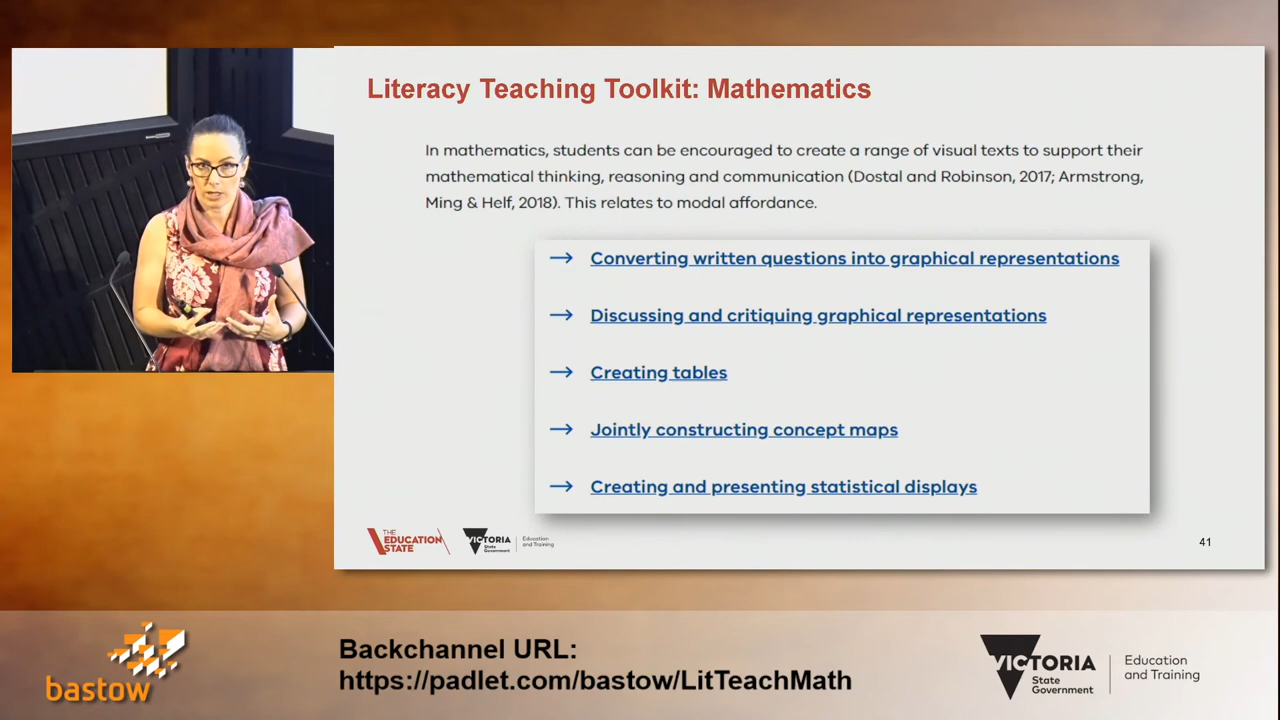 Literacy Teaching Toolkit: Mathematics
In mathematics, students can be encouraged to create a range of visual texts to support their
mathematical thinking, reasoning and communication (Dostal and Robinson, 2017; Armstrong,
Ming & Helf, 2018). This relates to modal affordance.
→ Converting written questions into graphical representations
→ Discussing and critiquing graphical representations
→ Creating tables
→ Jointly constructing concept maps
→ Creating and presenting statistical displays
THE
EDUCATION
STATE
VICTORIA
State
Government
Education
and Training
41
bastow
Backchannel URL:
https://padlet.com/bastow/LitTeachMath
VICTORIA
State
Government
Education
and Training